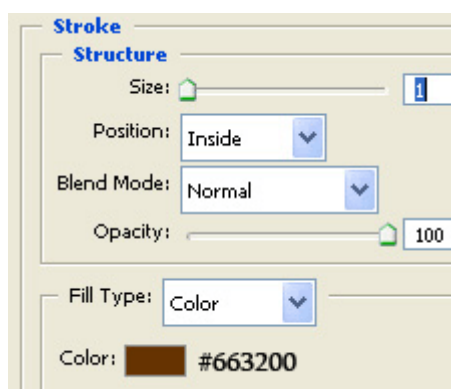 Stroke
Structure
Size: 1
Position: Inside
Blend Mode: Normal
Opacity: 100
Fill Type: Color
Color: #663200